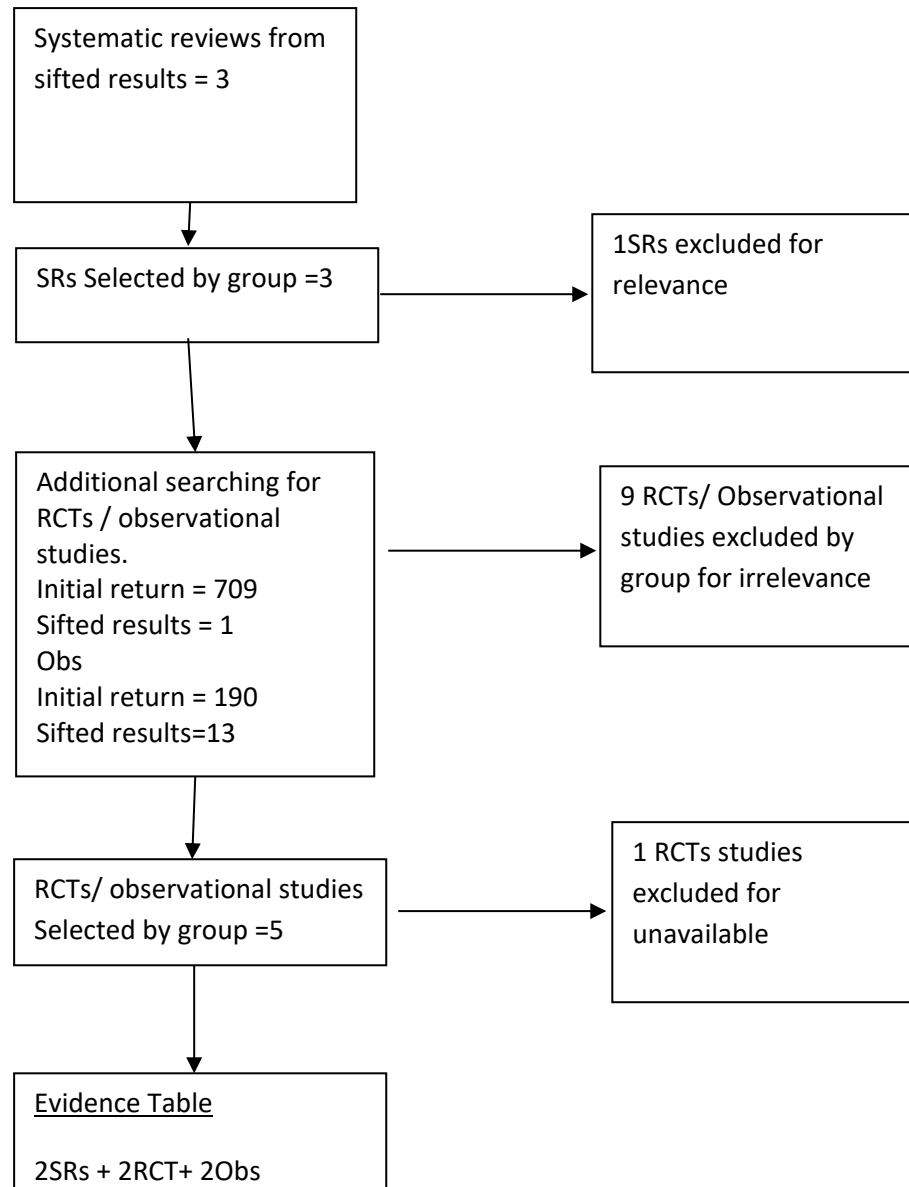 Systematic reviews from
sifted results = 3
SRs Selected by group =3
1SRs excluded for
relevance
Additional searching for
RCTs / observational
studies.
Initial return = 709
Sifted results = 1
Obs
Initial return = 190
Sifted results=13
9 RCTs/ Observational
studies excluded by
group for irrelevance
RCTs/ observational studies
Selected by group =5
1 RCTs studies
excluded for
unavailable
Evidence Table
2SRs + 2RCT+ 2Obs